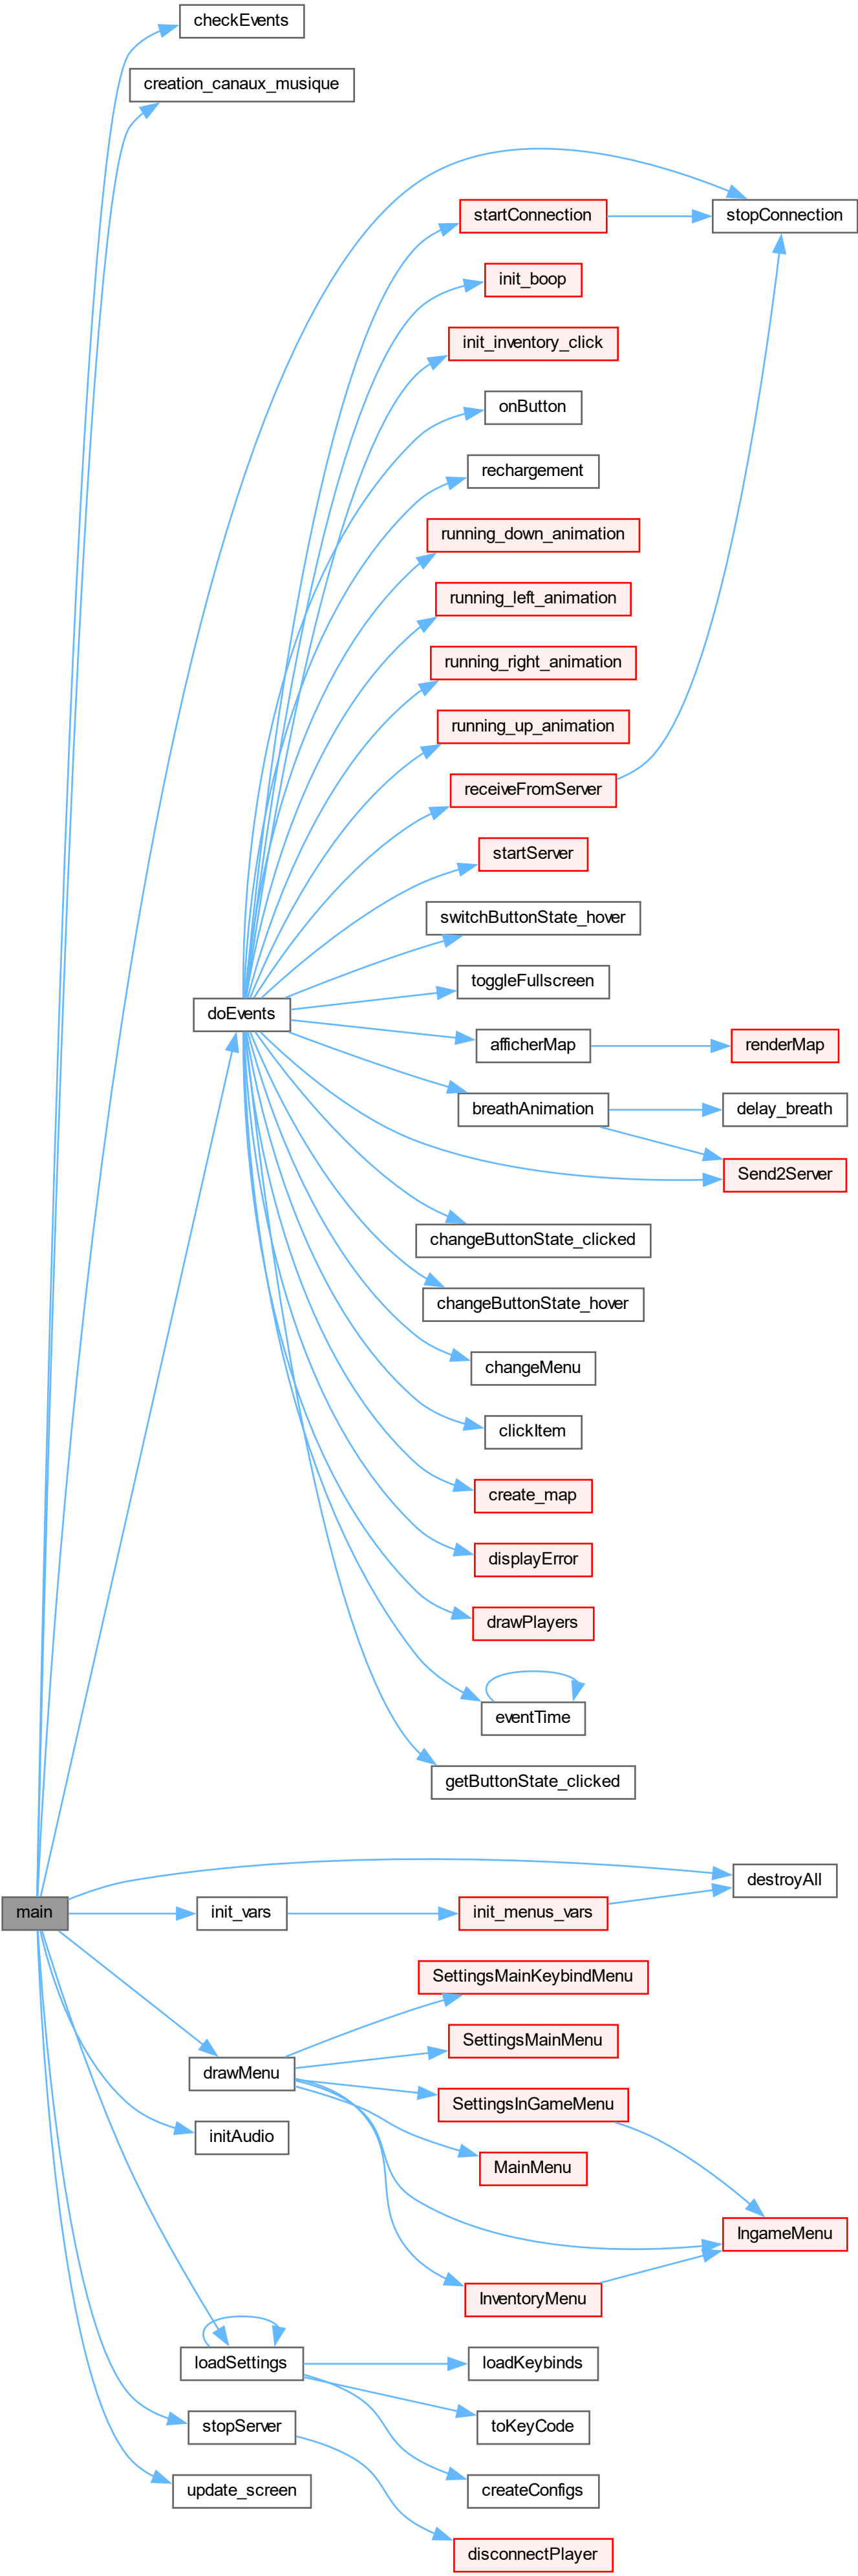 checkEvents
creation_canaux_musique
startConnection
stopConnection
init_boop
init_inventory_click
onButton
rechargement
running_down_animation
running_left_animation
running_right_animation
running_up_animation
receiveFromServer
startServer
switchButtonState_hover
toggleFullscreen
doEvents
afficherMap
renderMap
breathAnimation
delay_breath
Send2Server
changeButtonState_clicked
changeButtonState_hover
changeMenu
clickItem
create_map
displayError
drawPlayers
eventTime
getButtonState_clicked
destroyAll
main
init_vars
init_menus_vars
SettingsMainKeybindMenu
SettingsMainMenu
drawMenu
SettingsInGameMenu
initAudio
MainMenu
IngameMenu
InventoryMenu
loadSettings
loadKeybinds
stopServer
toKeyCode
update_screen
createConfigs
disconnectPlayer